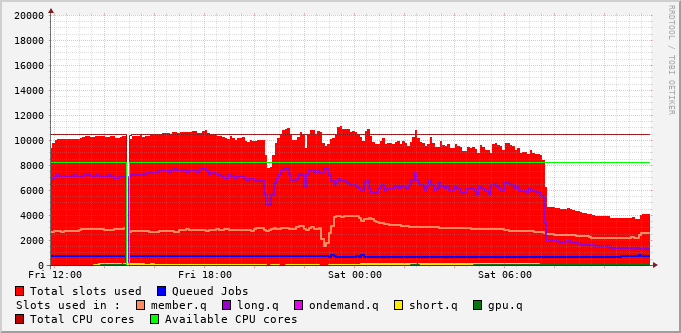 RRDTOOL / TOBI OETIKER
20000
18000
16000
14000
12000
10000
8000
6000
4000
2000
0
Fri 12:00 Fri 18:00 Sat 00:00 Sat 06:00
Total slots used Queued Jobs
Slots used in : member.q long.q ondemand.q short.q gpu.q
Total CPU cores Available CPU cores